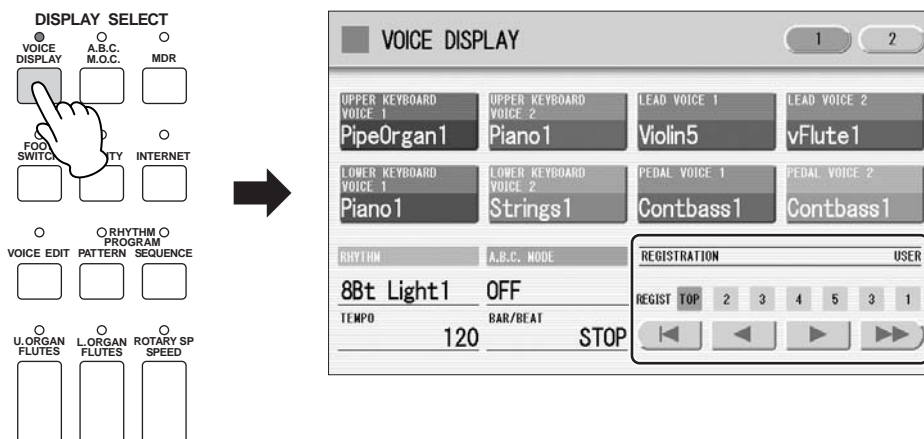 DISPLAY SELECT
VOICE DISPLAY
A.B.C. M.O.C.
MDR
INTERNET
VOICE EDIT
RHYTHM PROGRAM
PATTERN
SEQUENCE
U.ORGAN FLUTES
L.ORGAN FLUTES
ROTARY SP SPEED
VOICE DISPLAY
1
2
UPPER KEYBOARD VOICE 1
PipeOrgan1
UPPER KEYBOARD VOICE 2
Piano1
LEAD VOICE 1
Violin5
LEAD VOICE 2
vFlute1
LOWER KEYBOARD VOICE 1
Piano1
LOWER KEYBOARD VOICE 2
Strings1
PEDAL VOICE 1
Contbass1
PEDAL VOICE 2
Contbass1
RHYTHM
8Bt Light1
A.B.C. MODE
OFF
TEMPO
120
BAR/BEAT
STOP
REGISTRATION USER
REGIST TOP 2 3 4 5 3 1